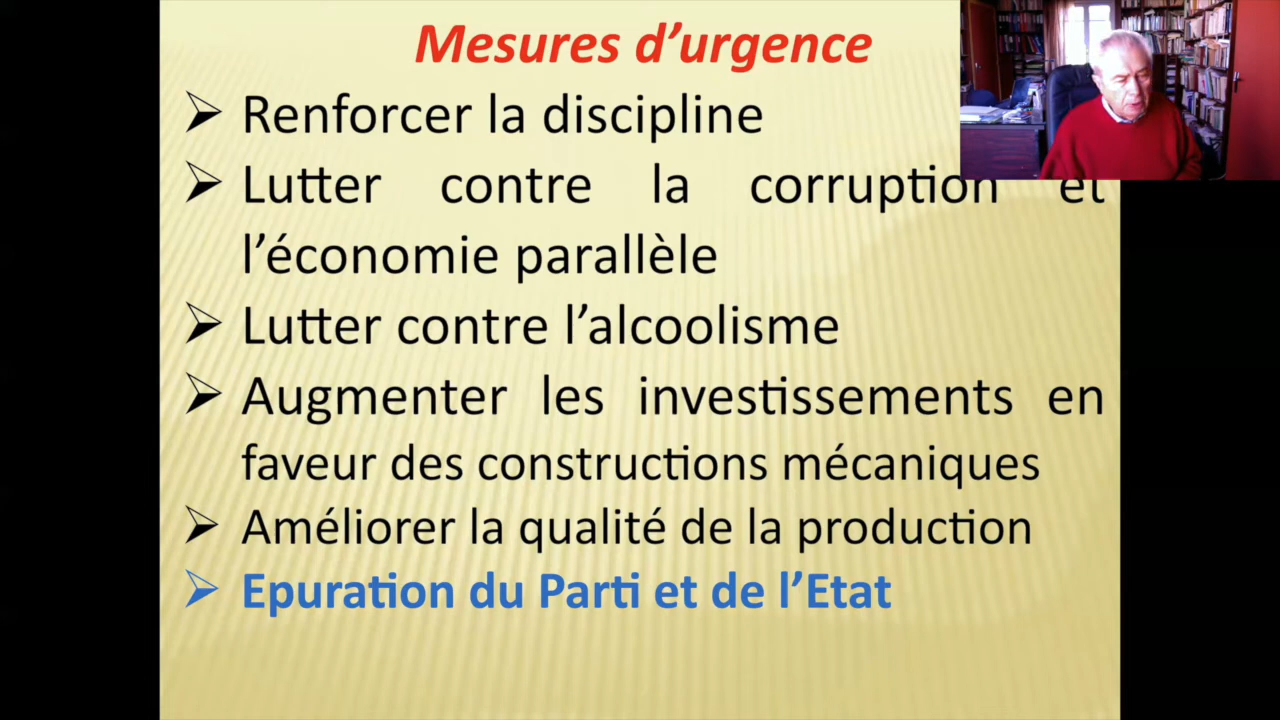 Mesures d’urgence
➢ Renforcer la discipline
➢ Lutter contre la corruption et
l’économie parallèle
➢ Lutter contre l’alcoolisme
➢ Augmenter les investissements en
faveur des constructions mécaniques
➢ Améliorer la qualité de la production
➢ Epuration du Parti et de l’Etat